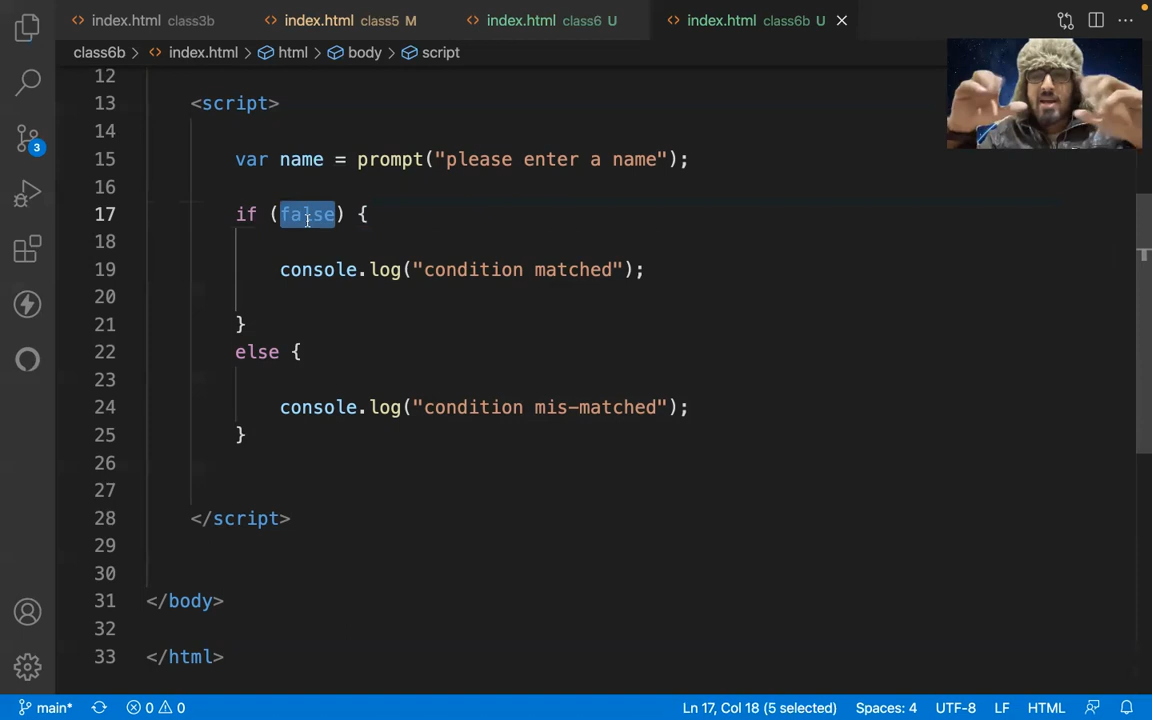 index.html class3b
index.html class5 M
index.html class6 U
index.html class6b U
class6b > index.html > html > body > script
12
13 <script>
14
15 var name = prompt("please enter a name");
16
17 if (false) {
18
19 console.log("condition matched");
20
21 }
22 else {
23
24 console.log("condition mis-matched");
25 }
26
27
28 </script>
29
30
31 </body>
32
33 </html>
3
main* 0 0 Ln 17, Col 18 (5 selected) Spaces: 4 UTF-8 LF HTML